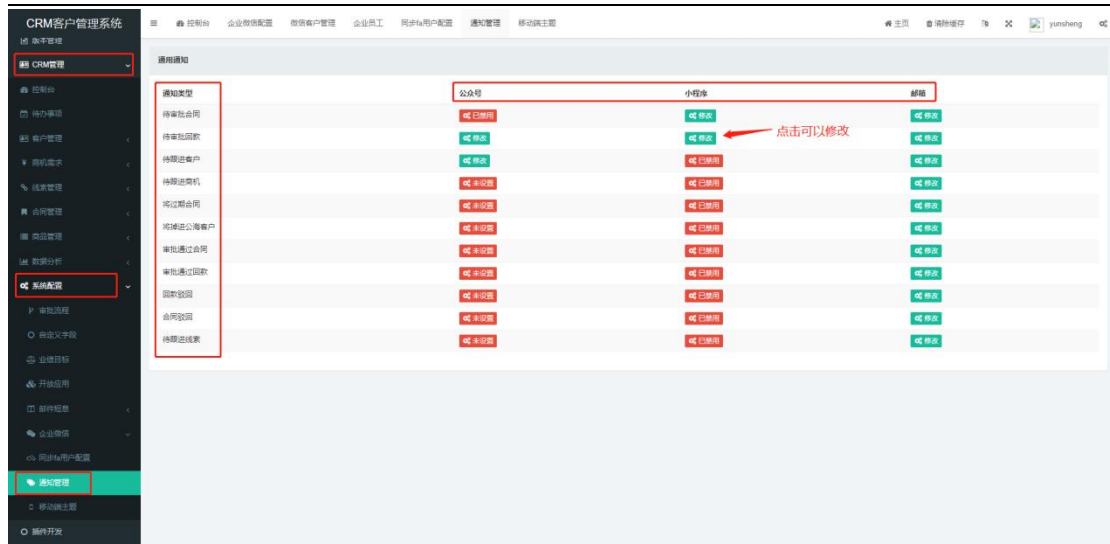 CRM客户管理系统
控制台 企业微信配置 微信客户管理 企业员工 同步fa用户配置 通知管理 移动端主题
主页 清除缓存 yunsheng
版本管理
CRM管理
控制台
待办事项
客户管理
商机需求
线索管理
合同管理
商品管理
数据分析
系统配置
审批流程
自定义字段
业绩目标
开放应用
邮件短息
企业微信
同步fa用户配置
通知管理
移动端主题
插件开发
通用通知
通知类型 公众号 小程序 邮箱
待审批合同 已禁用 修改 修改
待审批回款 修改 修改 修改
点击可以修改
待跟进客户 修改 已禁用 修改
待跟进商机 未设置 已禁用 修改
将过期合同 未设置 已禁用 修改
将掉进公海客户 未设置 已禁用 修改
审批通过合同 未设置 已禁用 修改
审批通过回款 未设置 已禁用 修改
回款驳回 未设置 已禁用 修改
合同驳回 未设置 已禁用 修改
待跟进线索 未设置 已禁用 修改